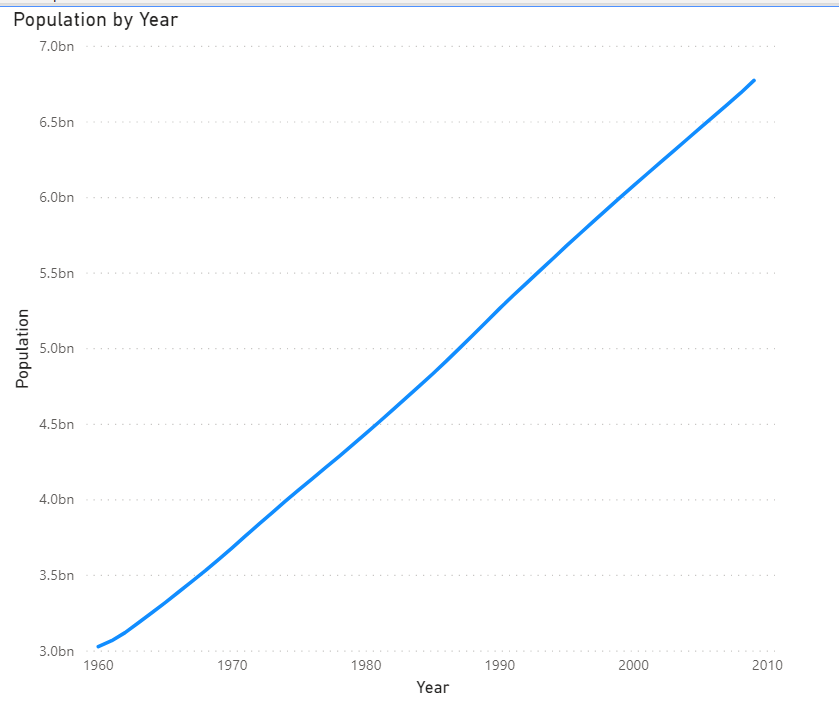 Population by Year
7.0bn
6.5bn
6.0bn
5.5bn
5.0bn
4.5bn
4.0bn
3.5bn
3.0bn
Population
1960 1970 1980 1990 2000 2010
Year